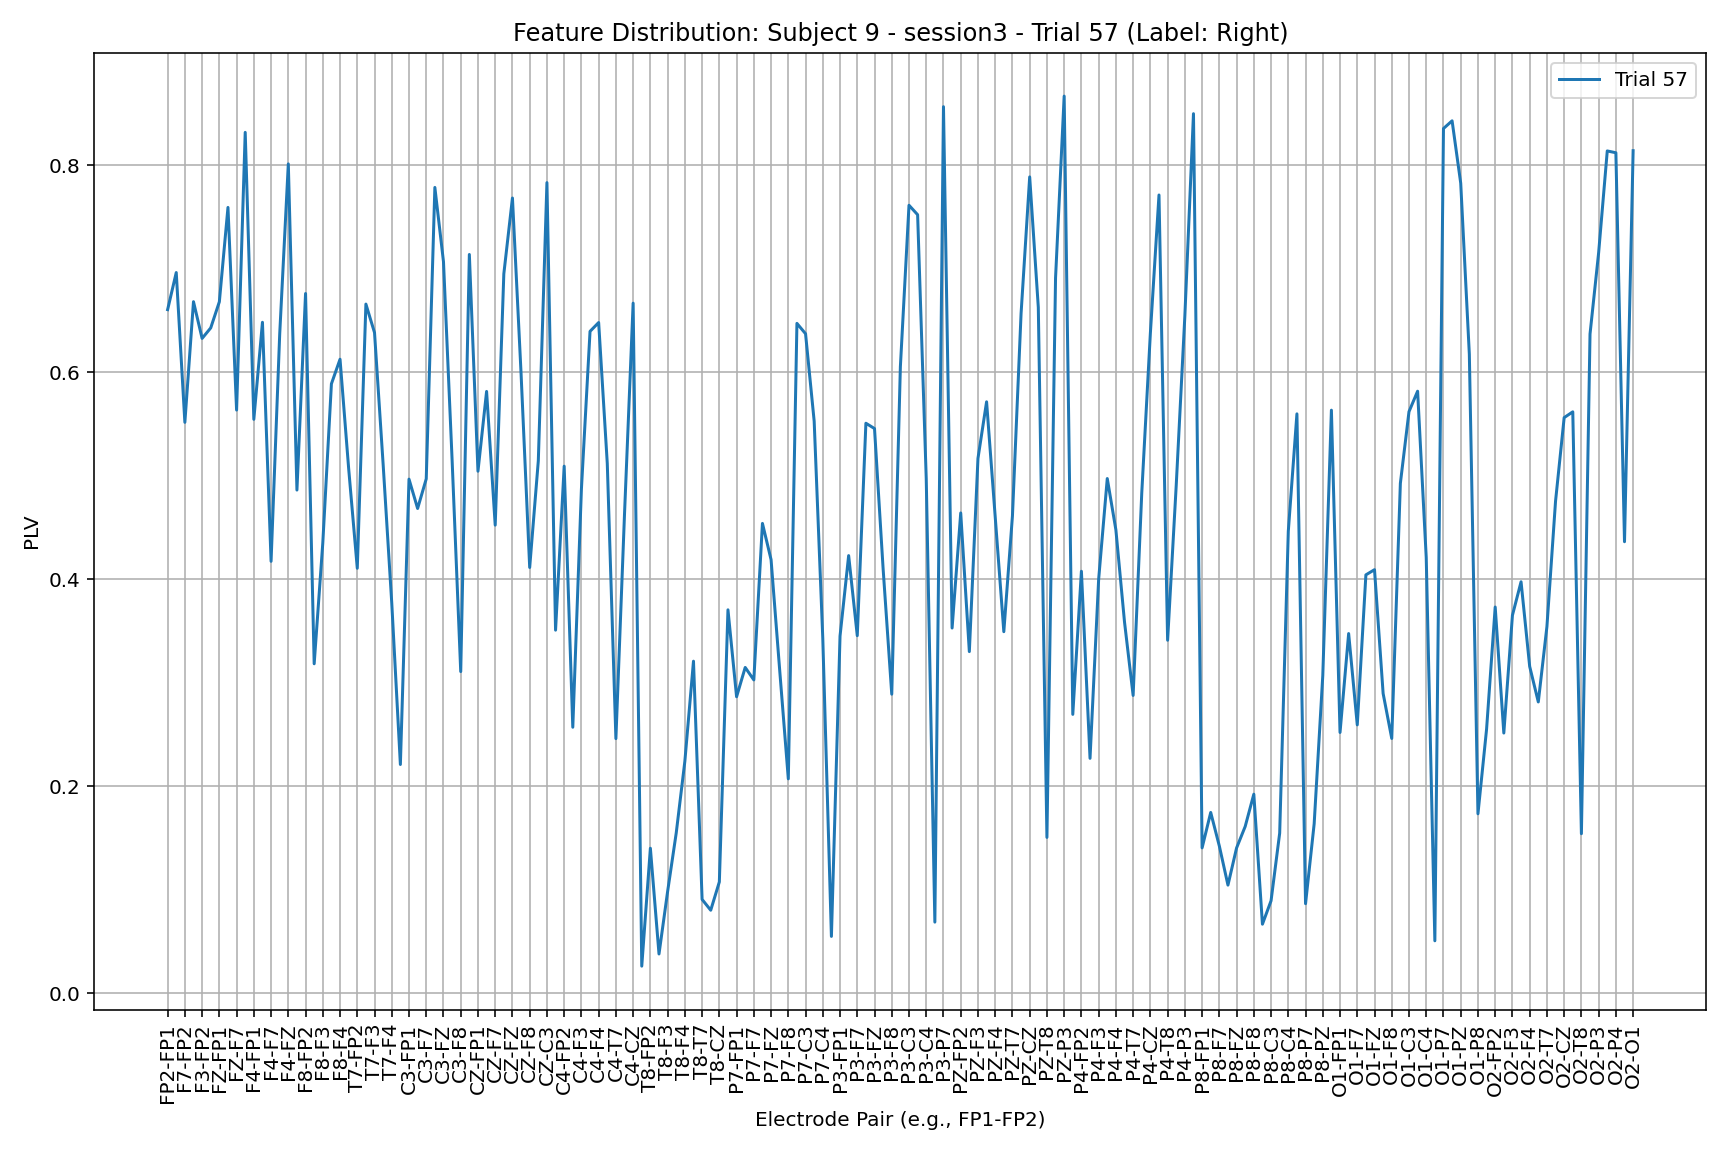 Feature Distribution: Subject 9 - session3 - Trial 57 (Label: Right)
Trial 57
PLV
0.8
0.6
0.4
0.2
0.0
FP2-FP1
F7-FP2
F3-FP2
FZ-FP1
FZ-F7
F4-FP1
F4-F7
F4-FZ
F8-FP2
F8-F3
F8-F4
T7-FP2
T7-F3
T7-F4
C3-FP1
C3-F7
C3-FZ
C3-F8
CZ-FP1
CZ-F7
CZ-FZ
CZ-F8
CZ-C3
C4-FP2
C4-F3
C4-F4
C4-T7
C4-CZ
T8-FP2
T8-F3
T8-F4
T8-T7
T8-CZ
P7-FP1
P7-F7
P7-FZ
P7-F8
P7-C3
P7-C4
P3-FP1
P3-F7
P3-FZ
P3-F8
P3-C3
P3-C4
P3-P7
PZ-FP2
PZ-F3
PZ-F4
PZ-T7
PZ-CZ
PZ-T8
PZ-P3
P4-FP2
P4-F3
P4-F4
P4-T7
P4-CZ
P4-T8
P4-P3
P8-FP1
P8-F7
P8-FZ
P8-F8
P8-C3
P8-C4
P8-P7
P8-PZ
O1-FP1
O1-F7
O1-FZ
O1-F8
O1-C3
O1-C4
O1-P7
O1-PZ
O1-P8
O2-FP2
O2-F3
O2-F4
O2-T7
O2-CZ
O2-T8
O2-P3
O2-P4
O2-O1
Electrode Pair (e.g., FP1-FP2)